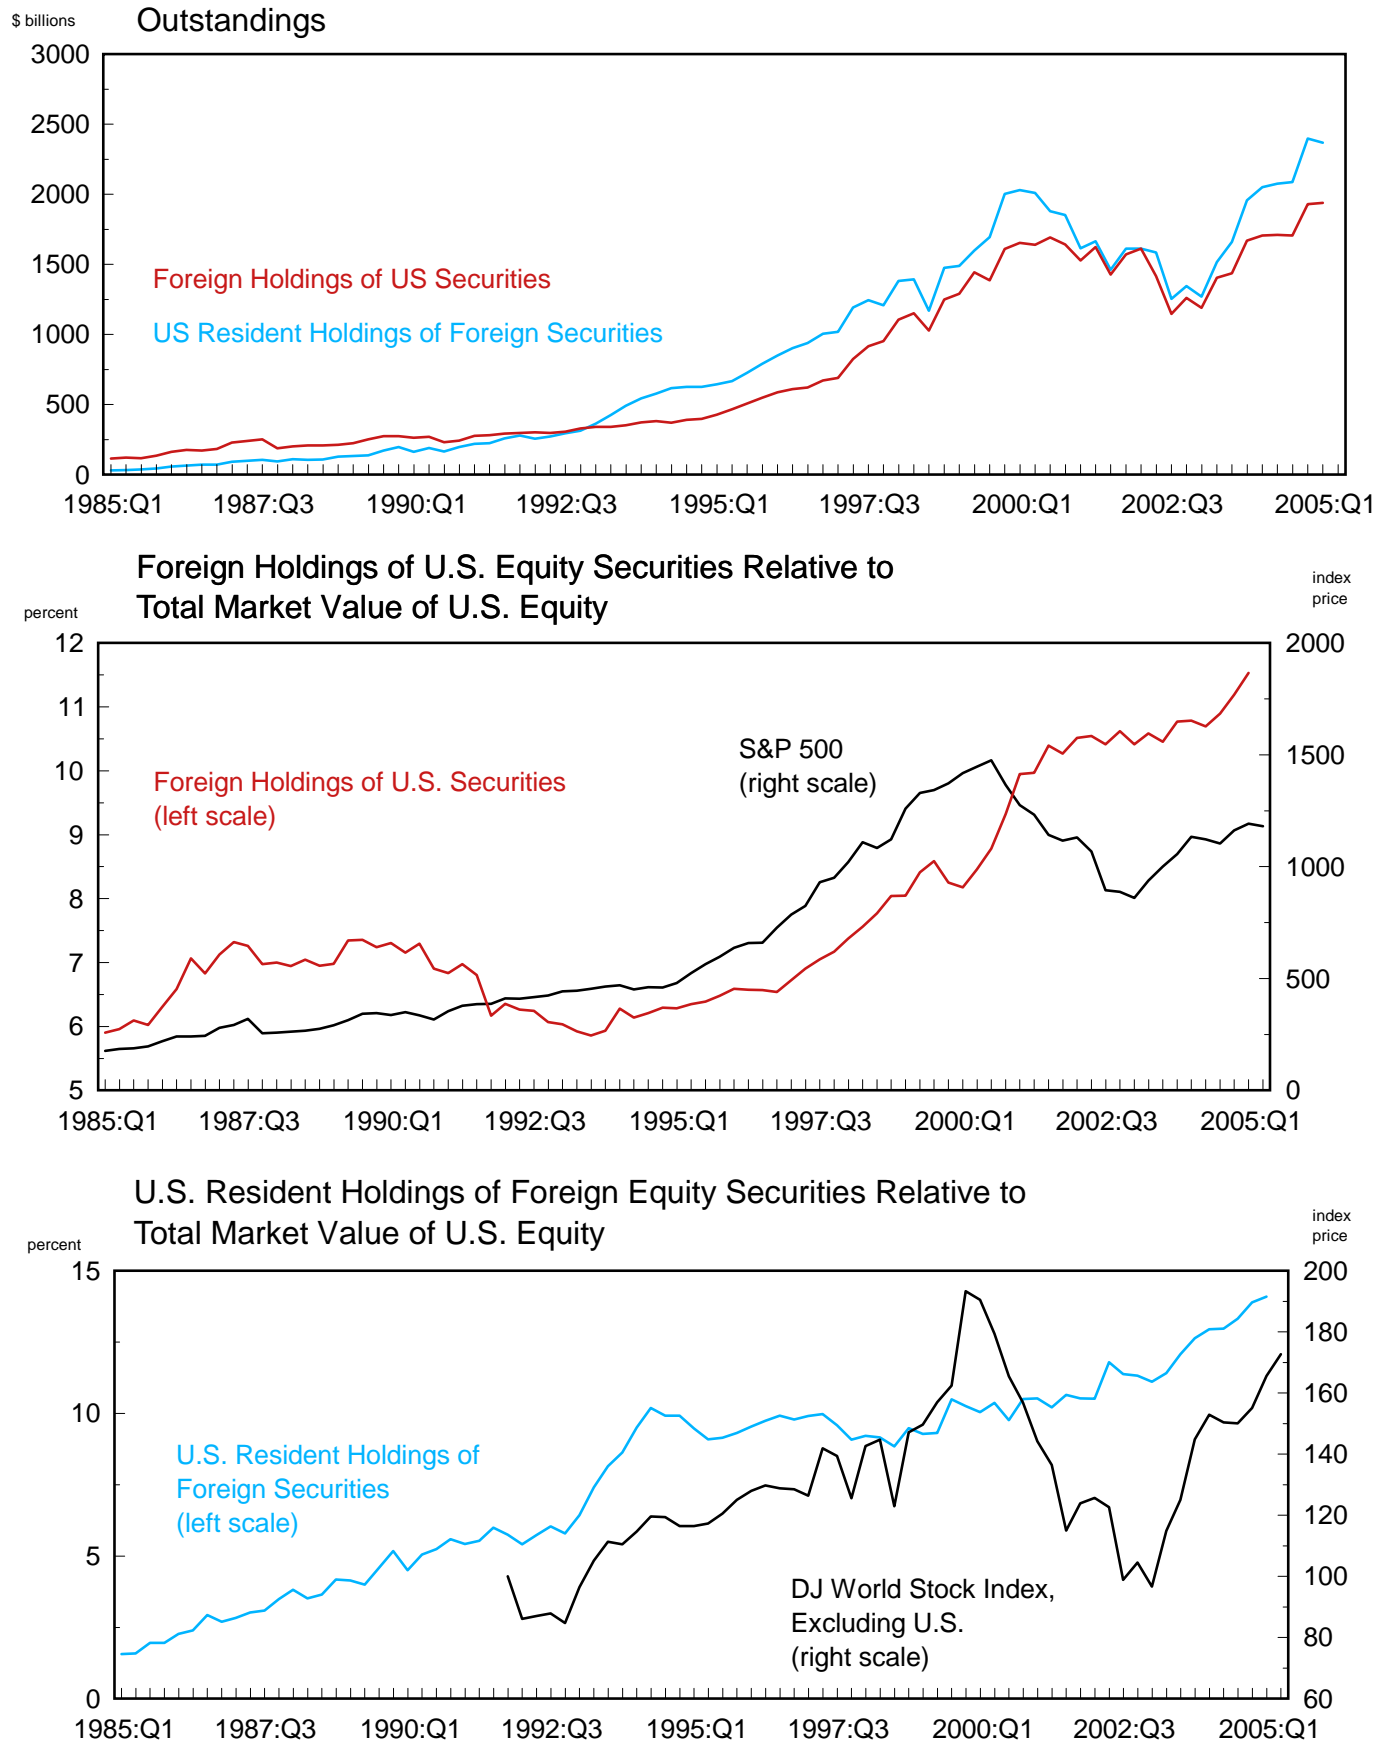 $ billions
Outstandings
3000
2500
2000
1500
1000
500
0
Foreign Holdings of US Securities
US Resident Holdings of Foreign Securities
1985:Q1 1987:Q3 1990:Q1 1992:Q3 1995:Q1 1997:Q3 2000:Q1 2002:Q3 2005:Q1
Foreign Holdings of U.S. Equity Securities Relative to
Total Market Value of U.S. Equity
percent
index
price
12
11
10
9
8
7
6
5
2000
1500
1000
500
0
S&P 500
(right scale)
Foreign Holdings of U.S. Securities
(left scale)
1985:Q1 1987:Q3 1990:Q1 1992:Q3 1995:Q1 1997:Q3 2000:Q1 2002:Q3 2005:Q1
U.S. Resident Holdings of Foreign Equity Securities Relative to
Total Market Value of U.S. Equity
percent
index
price
15
10
5
0
200
180
160
140
120
100
80
60
U.S. Resident Holdings of
Foreign Securities
(left scale)
DJ World Stock Index,
Excluding U.S.
(right scale)
1985:Q1 1987:Q3 1990:Q1 1992:Q3 1995:Q1 1997:Q3 2000:Q1 2002:Q3 2005:Q1